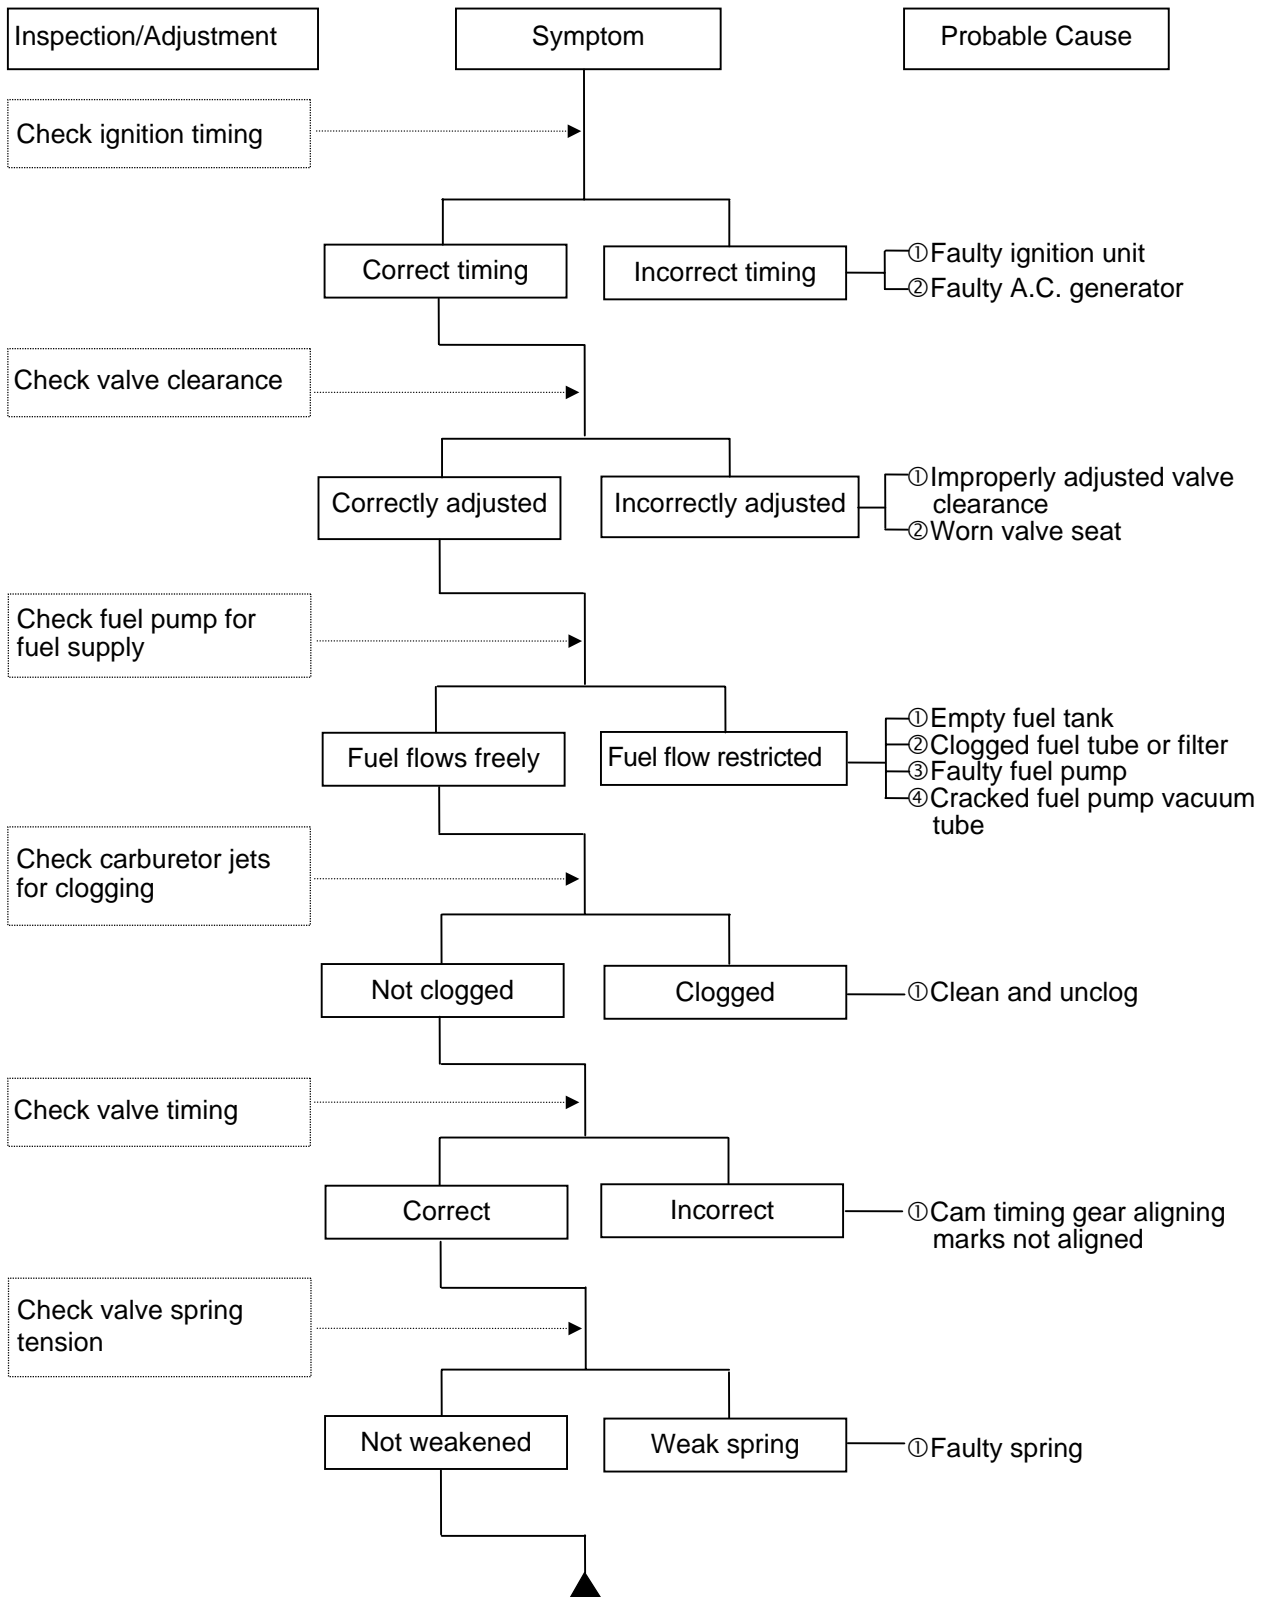 Inspection/Adjustment
Symptom
Probable Cause
Check ignition timing
Correct timing
Incorrect timing
①Faulty ignition unit
②Faulty A.C. generator
Check valve clearance
Correctly adjusted
Incorrectly adjusted
①Improperly adjusted valve
clearance
②Worn valve seat
Check fuel pump for
fuel supply
Fuel flows freely
Fuel flow restricted
①Empty fuel tank
②Clogged fuel tube or filter
③Faulty fuel pump
④Cracked fuel pump vacuum
tube
Check carburetor jets
for clogging
Not clogged
Clogged
①Clean and unclog
Check valve timing
Correct
Incorrect
①Cam timing gear aligning
marks not aligned
Check valve spring
tension
Not weakened
Weak spring
①Faulty spring